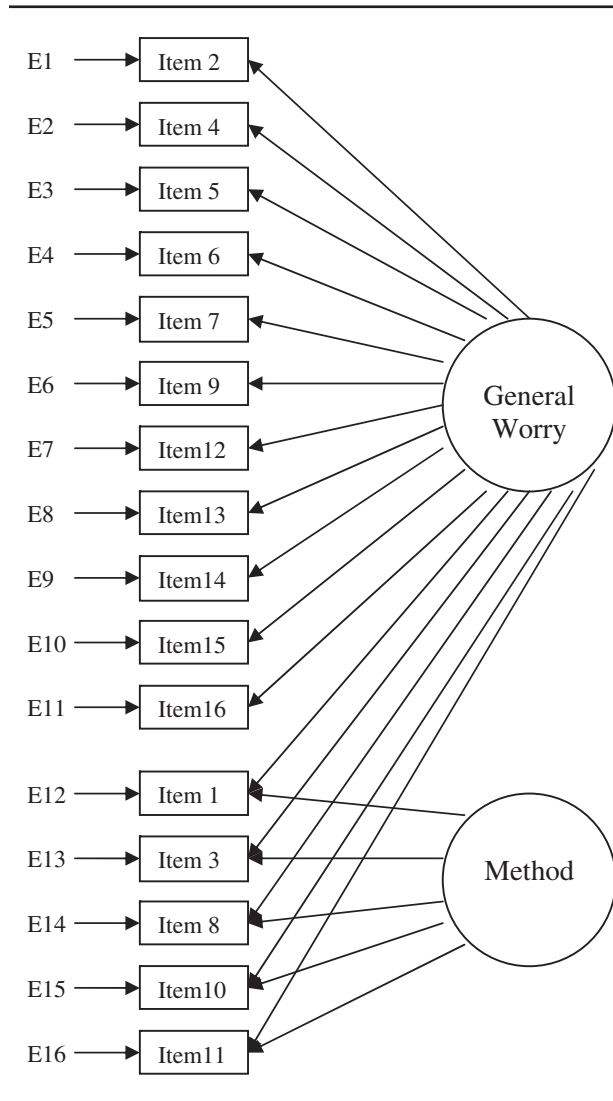 E1 Item 2
E2 Item 4
E3 Item 5
E4 Item 6
E5 Item 7
E6 Item 9
General
Worry
E7 Item12
E8 Item13
E9 Item14
E10 Item15
E11 Item16
E12 Item 1
E13 Item 3
Method
E14 Item 8
E15 Item10
E16 Item11